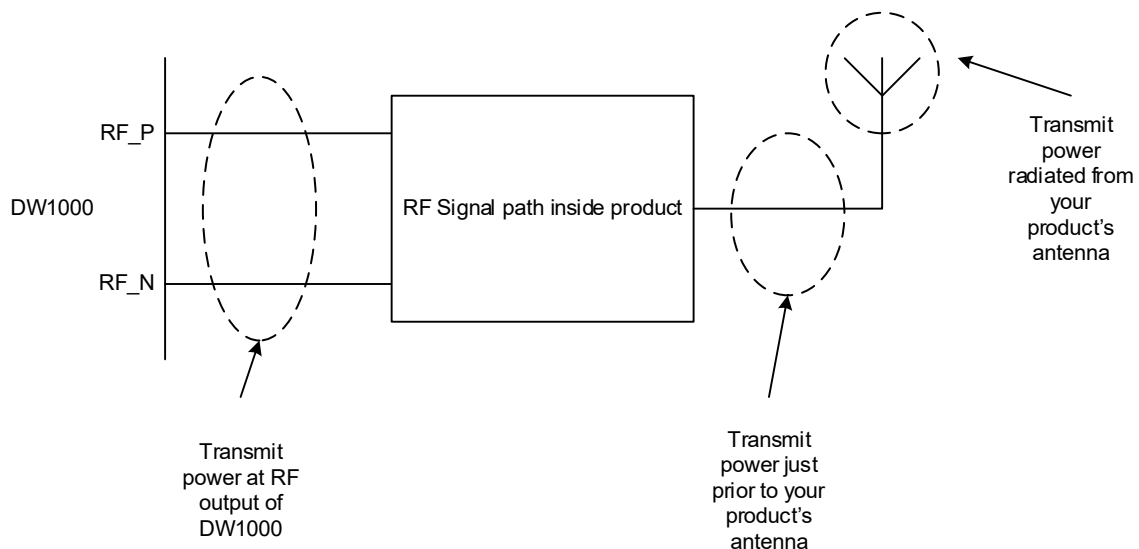 RF_P
DW1000
RF_N
RF Signal path inside product
Transmit
power
radiated from
your
product’s
antenna
Transmit
power at RF
output of
DW1000
Transmit
power just
prior to your
product’s
antenna